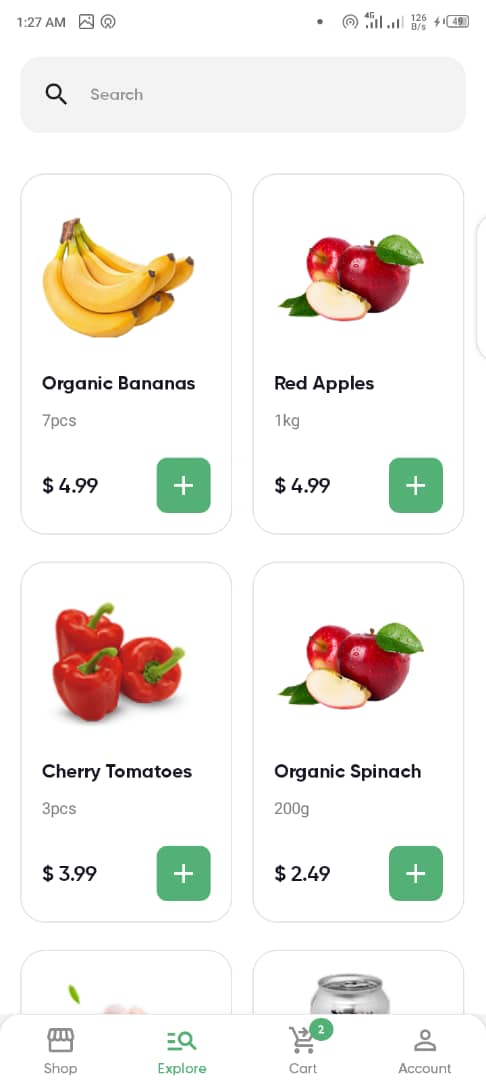 1:27 AM 4G 126 B/s 49
Search
Organic Bananas Red Apples
7pcs 1kg
$ 4.99 $ 4.99
Cherry Tomatoes Organic Spinach
3pcs 200g
$ 3.99 $ 2.49
2
Shop Explore Cart Account